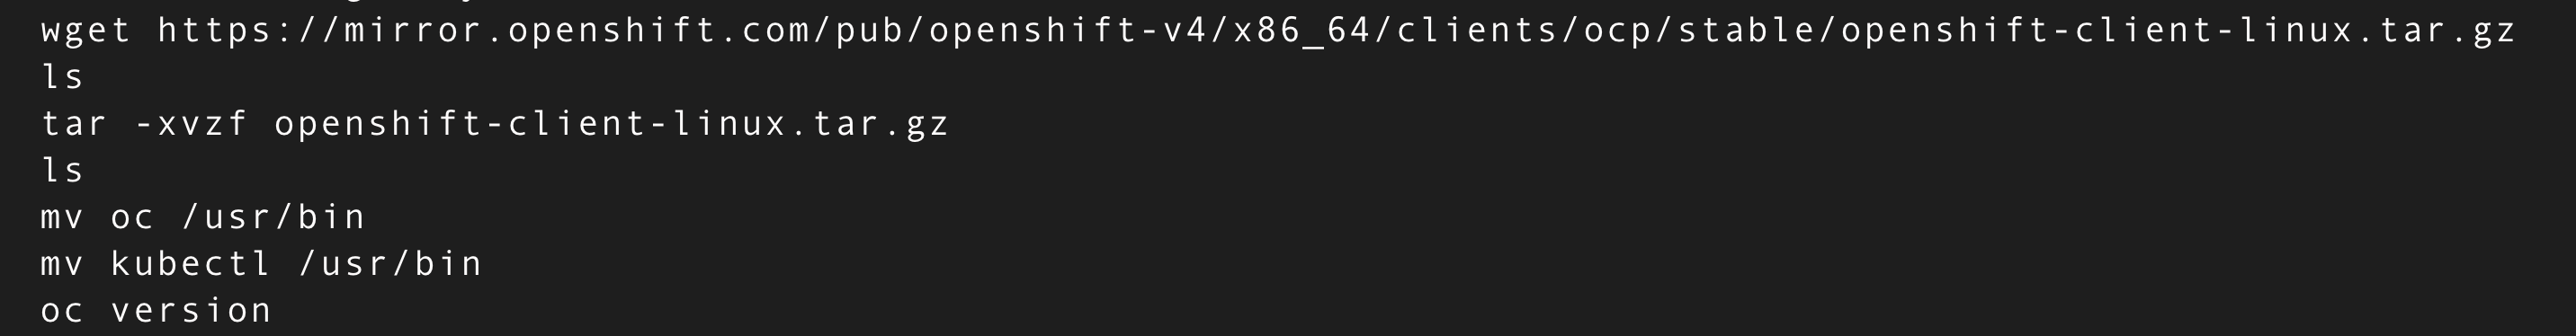 wget https://mirror.openshift.com/pub/openshift-v4/x86_64/clients/ocp/stable/openshift-client-linux.tar.gz
ls
tar -xvzf openshift-client-linux.tar.gz
ls
mv oc /usr/bin
mv kubectl /usr/bin
oc version